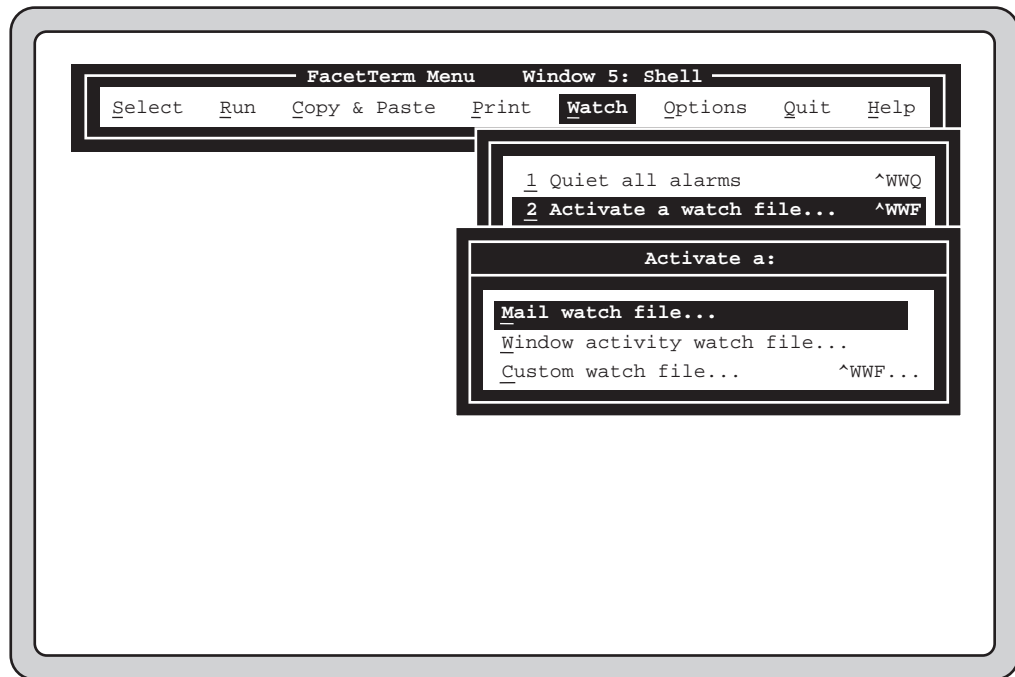 FacetTerm Menu Window 5: Shell
Select Run Copy & Paste Print Watch Options Quit Help
1 Quiet all alarms ^WWQ
2 Activate a watch file... ^WWF
Activate a:
Mail watch file...
Window activity watch file...
Custom watch file... ^WWF...